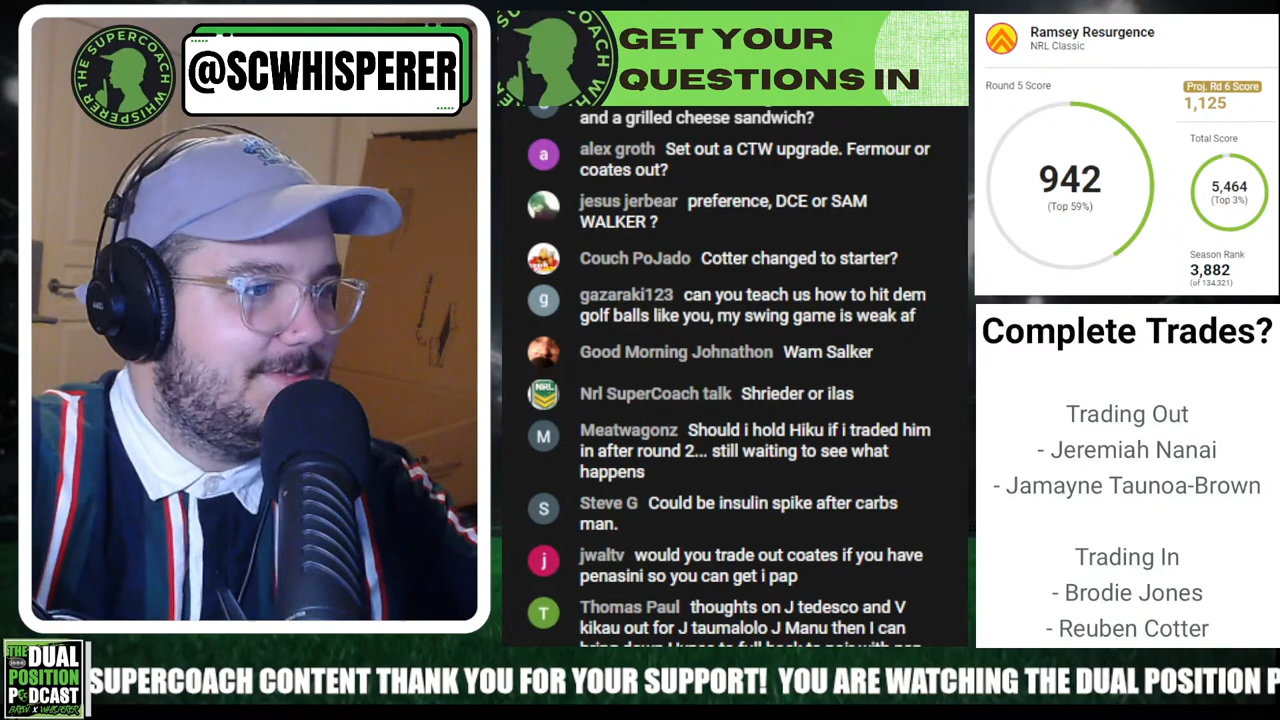 THE SUPERCOACH WHISPERER
@SCWHISPERER
GET YOUR
QUESTIONS IN
and a grilled cheese sandwich?
alex groth Set out a CTW upgrade. Fermour or
coates out?
jesus jerbear preference, DCE or SAM
WALKER ?
Couch PoJado Cotter changed to starter?
gazaraki123 can you teach us how to hit dem
golf balls like you, my swing game is weak af
Good Morning Johnathon Wam Salker
Nrl SuperCoach talk Shrieder or ilas
Meatwagonz Should i hold Hiku if i traded him
in after round 2... still waiting to see what
happens
Steve G Could be insulin spike after carbs
man.
jwaltv would you trade out coates if you have
penasini so you can get i pap
Thomas Paul thoughts on J tedesco and V
kikau out for J taumalolo J Manu then I can
Ramsey Resurgence
NRL Classic
Round 5 Score
Proj. Rd 6 Score
1,125
942
(Top 59%)
Total Score
5,464
(Top 3%)
Season Rank
3,882
(of 134,321)
Complete Trades?
Trading Out
- Jeremiah Nanai
- Jamayne Taunoa-Brown
Trading In
- Brodie Jones
- Reuben Cotter
THE
DUAL
POSITION
PODCAST
BREW X WHISPERER
SUPERCOACH CONTENT THANK YOU FOR YOUR SUPPORT! YOU ARE WATCHING THE DUAL POSITION P